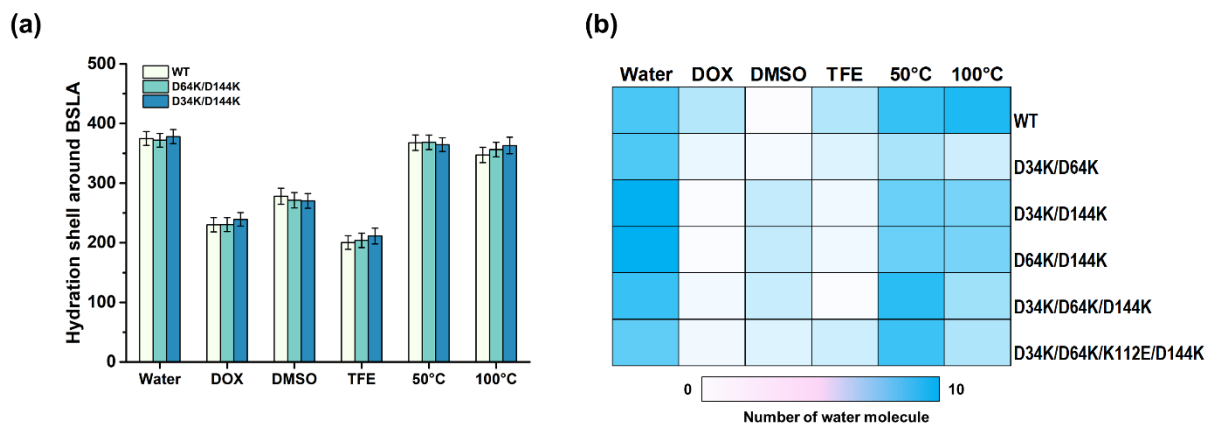 (a)
Hydration shell around BSLA
500
400
300
200
100
0
WT
D64K/D144K
D34K/D144K
Water DOX DMSO TFE 50°C 100°C
(b)
Water DOX DMSO TFE 50°C 100°C
WT
D34K/D64K
D34K/D144K
D64K/D144K
D34K/D64K/D144K
D34K/D64K/K112E/D144K
0 10
Number of water molecule